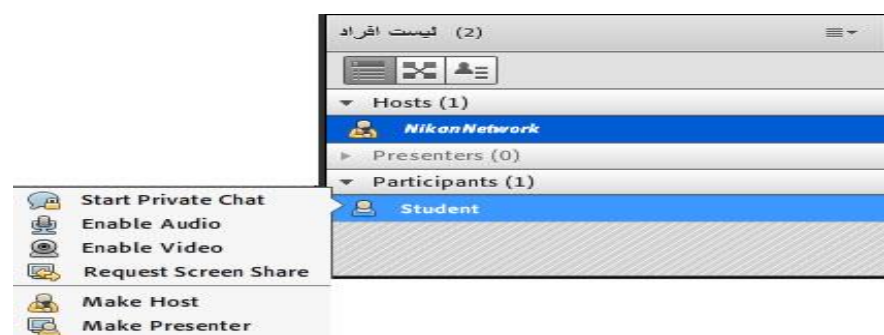 لیست افراد (2)
Hosts (1)
NikanNetwork
Presenters (0)
Participants (1)
Student
Start Private Chat
Enable Audio
Enable Video
Request Screen Share
Make Host
Make Presenter